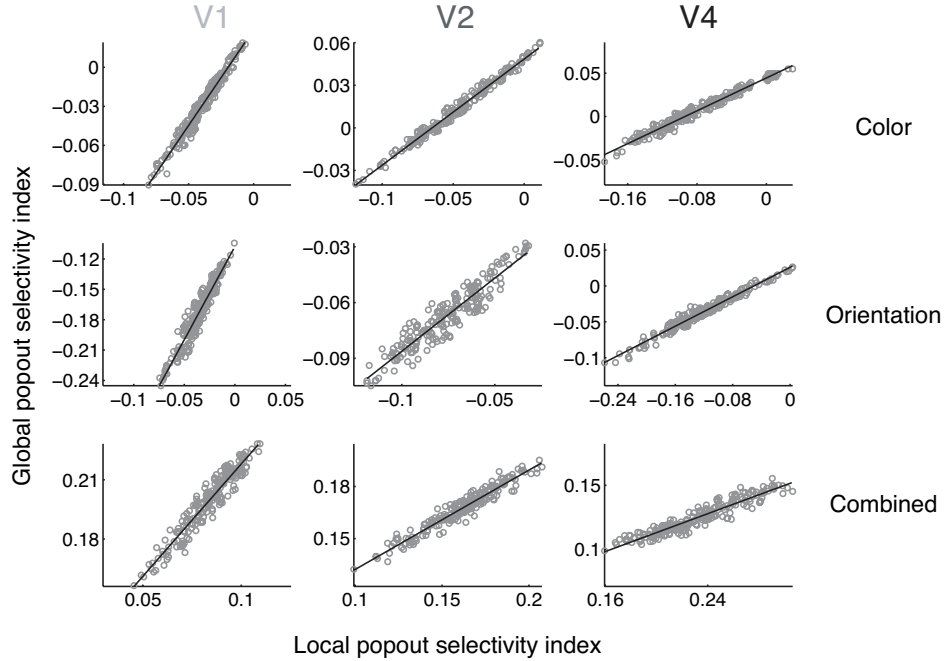 V1 V2 V4
0 0.06 0.05
−0.03 0.03 0
−0.06 0 −0.05
−0.09 −0.03
−0.1 −0.05 0 −0.1 −0.05 0 −0.16 −0.08 0
Color
Global popout selectivity index
−0.12 −0.03 0.05
−0.15 −0.06 0
−0.18 −0.09 −0.05
−0.21 −0.1
−0.24
−0.1 −0.05 0 0.05 −0.1 −0.05 −0.24 −0.16 −0.08 0
Orientation
0.21 0.18 0.15
0.18 0.15 0.1
0.05 0.1 0.1 0.15 0.2 0.16 0.24
Combined
Local popout selectivity index